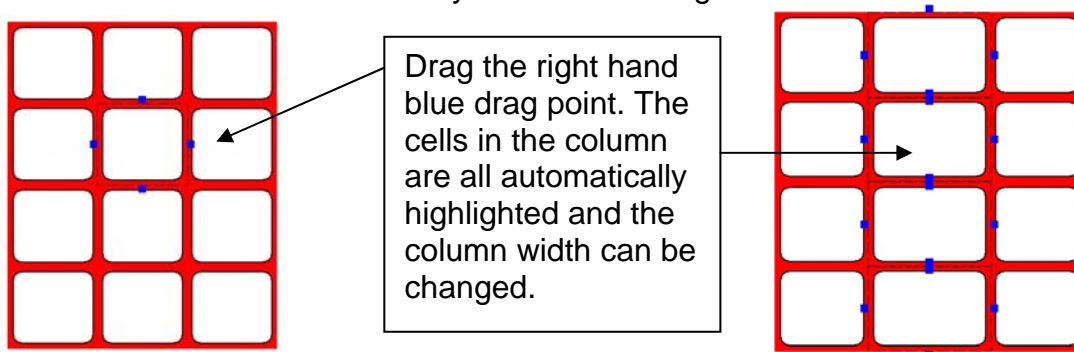 Drag the right hand
blue drag point. The
cells in the column
are all automatically
highlighted and the
column width can be
changed.